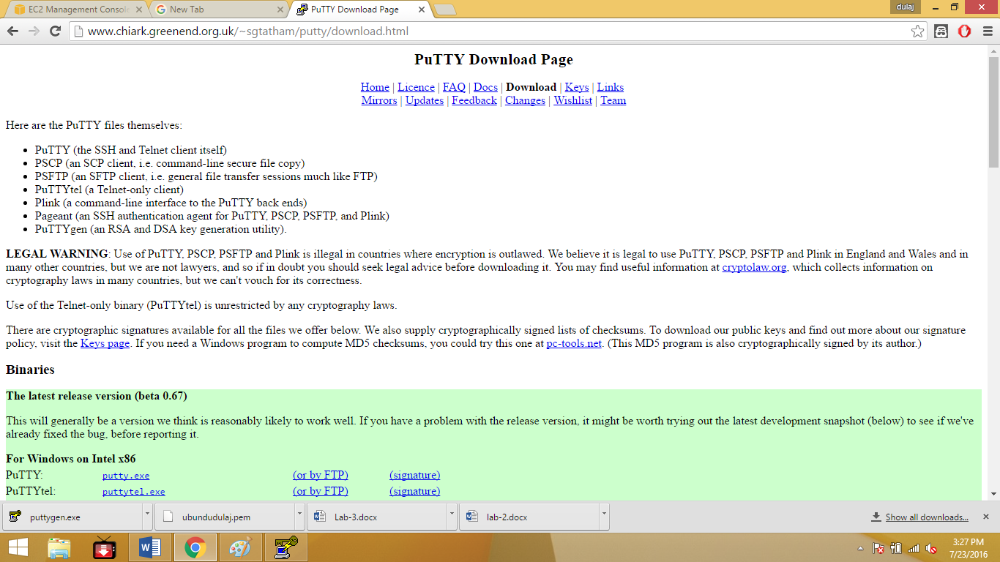 EC2 Management Consol
New Tab
PuTTY Download Page
dulaj
www.chiark.greenend.org.uk/~sgtatham/putty/download.html
PuTTY Download Page
Home | Licence | FAQ | Docs | Download | Keys | Links
Mirrors | Updates | Feedback | Changes | Wishlist | Team
Here are the PuTTY files themselves:
• PuTTY (the SSH and Telnet client itself)
• PSCP (an SCP client, i.e. command-line secure file copy)
• PSFTP (an SFTP client, i.e. general file transfer sessions much like FTP)
• PuTTYtel (a Telnet-only client)
• Plink (a command-line interface to the PuTTY back ends)
• Pageant (an SSH authentication agent for PuTTY, PSCP, PSFTP, and Plink)
• PuTTYgen (an RSA and DSA key generation utility).
LEGAL WARNING: Use of PuTTY, PSCP, PSFTP and Plink is illegal in countries where encryption is outlawed. We believe it is legal to use PuTTY, PSCP, PSFTP and Plink in England and Wales and in
many other countries, but we are not lawyers, and so if in doubt you should seek legal advice before downloading it. You may find useful information at cryptolaw.org, which collects information on
cryptography laws in many countries, but we can't vouch for its correctness.
Use of the Telnet-only binary (PuTTYtel) is unrestricted by any cryptography laws.
There are cryptographic signatures available for all the files we offer below. We also supply cryptographically signed lists of checksums. To download our public keys and find out more about our signature
policy, visit the Keys page. If you need a Windows program to compute MD5 checksums, you could try this one at pc-tools.net. (This MD5 program is also cryptographically signed by its author.)
Binaries
The latest release version (beta 0.67)
This will generally be a version we think is reasonably likely to work well. If you have a problem with the release version, it might be worth trying out the latest development snapshot (below) to see if we've
already fixed the bug, before reporting it.
For Windows on Intel x86
PuTTY: putty.exe (or by FTP) (signature)
PuTTYtel: puttytel.exe (or by FTP) (signature)
puttygen.exe
ubundudulaj.pem
Lab-3.docx
lab-2.docx
Show all downloads...
3:27 PM
7/23/2016